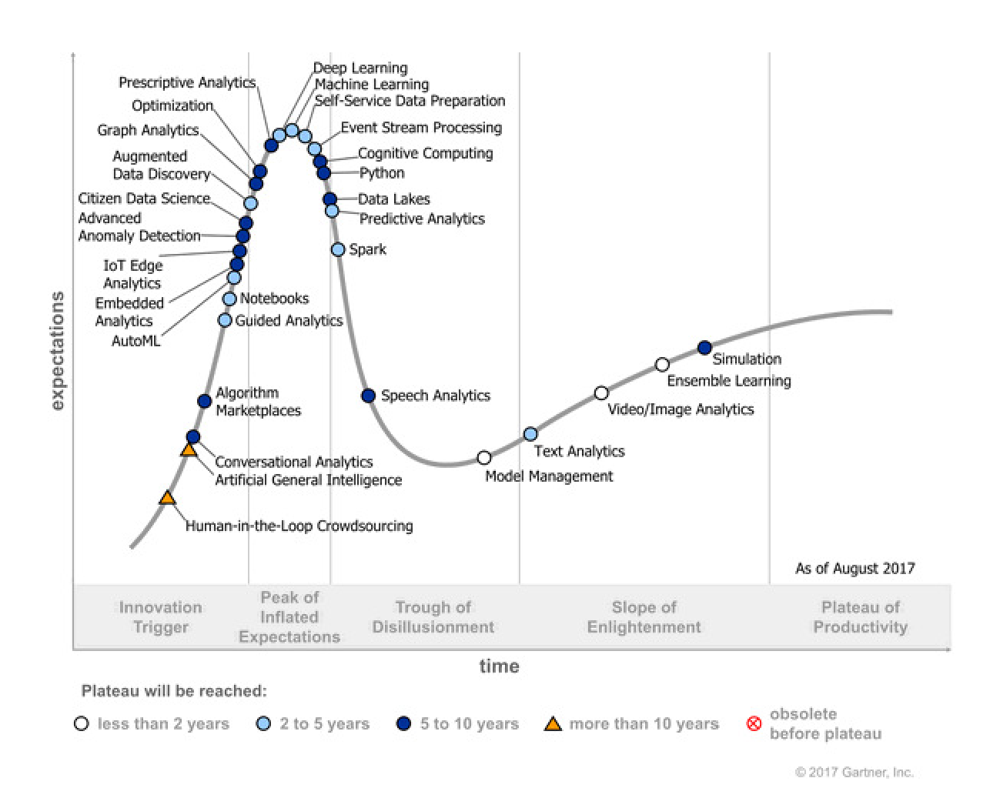 Deep Learning
Prescriptive Analytics
Machine Learning
Self-Service Data Preparation
Optimization
Graph Analytics
Event Stream Processing
Augmented
Data Discovery
Cognitive Computing
Python
Citizen Data Science
Data Lakes
Advanced
Anomaly Detection
Predictive Analytics
Spark
IoT Edge
Analytics
Embedded
Analytics
AutoML
Notebooks
Guided Analytics
expectations
Algorithm
Marketplaces
Speech Analytics
Simulation
Ensemble Learning
Video/Image Analytics
Text Analytics
Model Management
Conversational Analytics
Artificial General Intelligence
Human-in-the-Loop Crowdsourcing
As of August 2017
Innovation
Trigger
Peak of
Inflated
Expectations
Trough of
Disillusionment
Slope of
Enlightenment
Plateau of
Productivity
time
Plateau will be reached:
less than 2 years
2 to 5 years
5 to 10 years
more than 10 years
obsolete
before plateau
© 2017 Gartner, Inc.